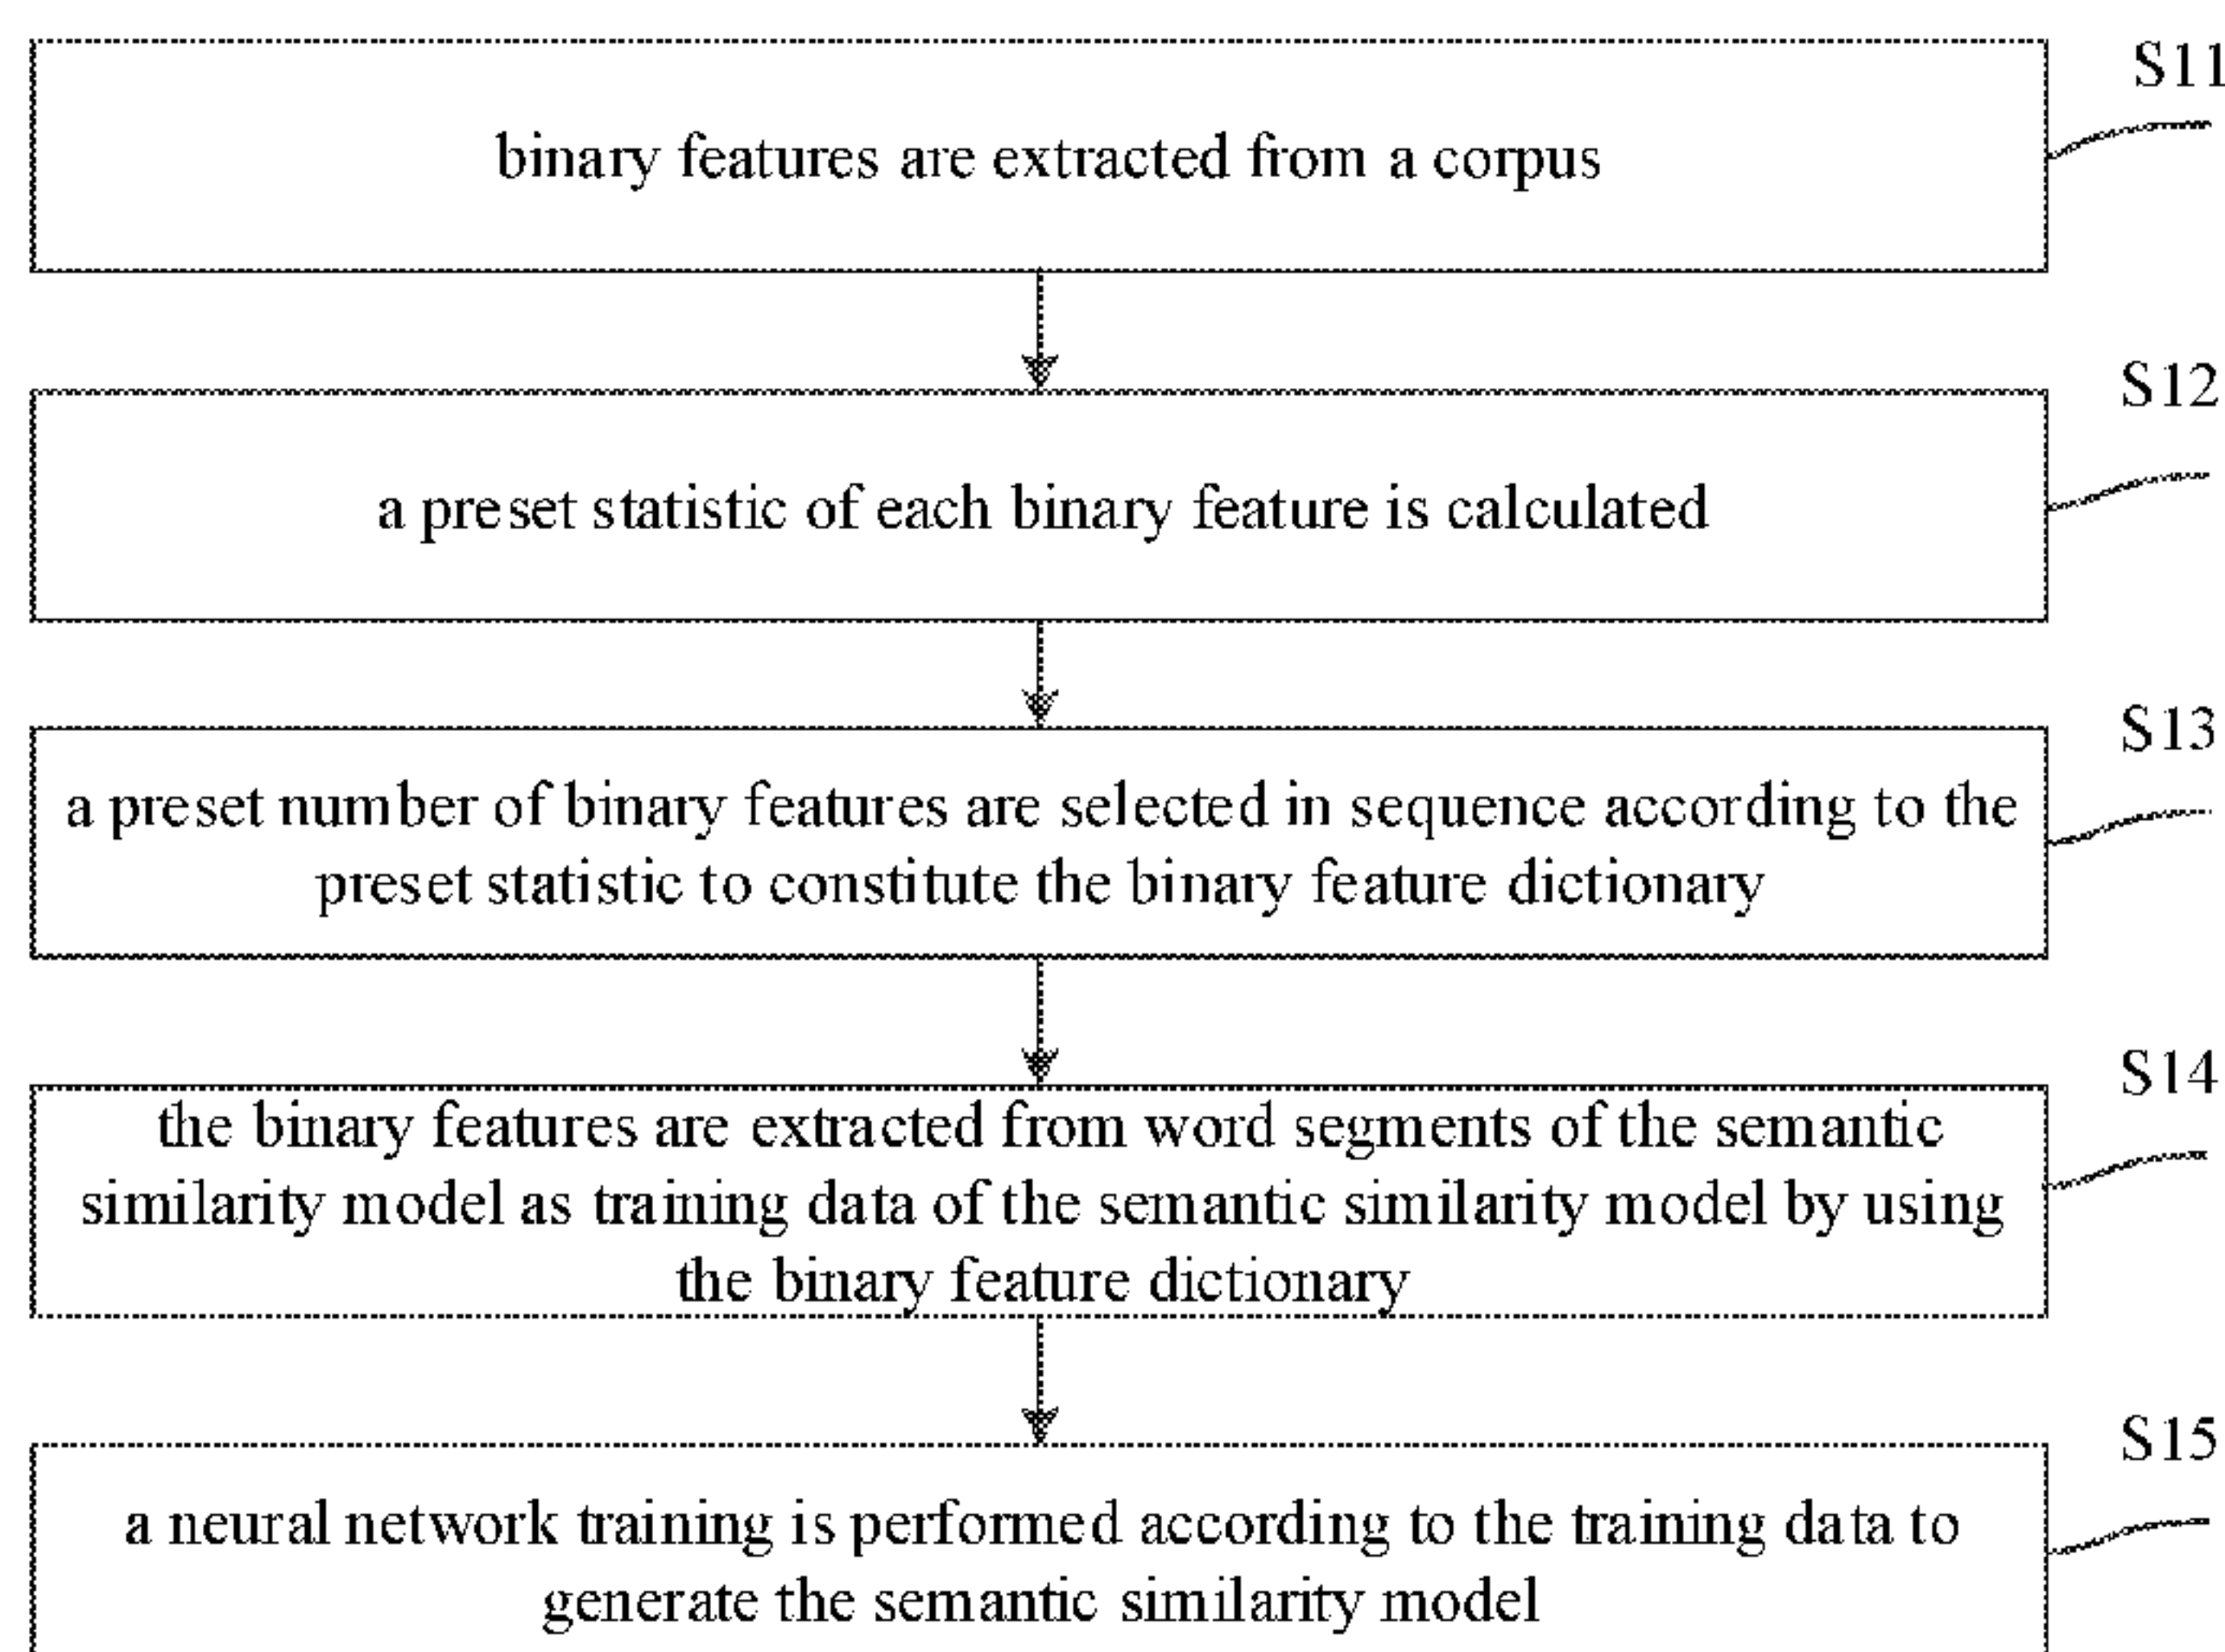 S11
binary features are extracted from a corpus
S12
a preset statistic of each binary feature is calculated
S13
a preset number of binary features are selected in sequence according to the
preset statistic to constitute the binary feature dictionary
S14
the binary features are extracted from word segments of the semantic
similarity model as training data of the semantic similarity model by using
the binary feature dictionary
S15
a neural network training is performed according to the training data to
generate the semantic similarity model